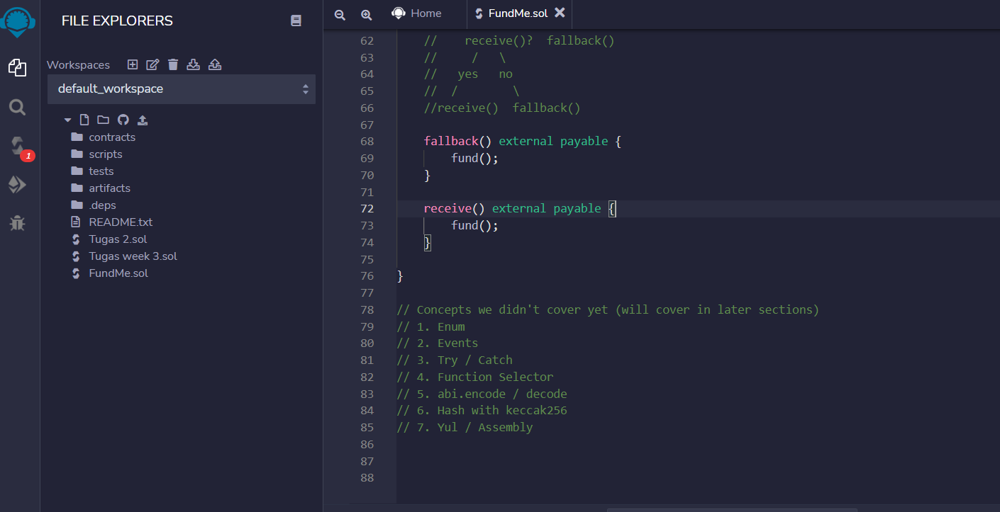 FILE EXPLORERS
Workspaces
default_workspace
contracts
scripts
tests
artifacts
.deps
README.txt
Tugas 2.sol
Tugas week 3.sol
FundMe.sol
1
Home
FundMe.sol
62 //    receive()?  fallback()
63 //     /   \
64 //   yes   no
65 //  /        \
66 //receive()  fallback()
67
68 fallback() external payable {
69     fund();
70 }
71
72 receive() external payable {
73     fund();
74 }
75
76 }
77
78 // Concepts we didn't cover yet (will cover in later sections)
79 // 1. Enum
80 // 2. Events
81 // 3. Try / Catch
82 // 4. Function Selector
83 // 5. abi.encode / decode
84 // 6. Hash with keccak256
85 // 7. Yul / Assembly
86
87
88